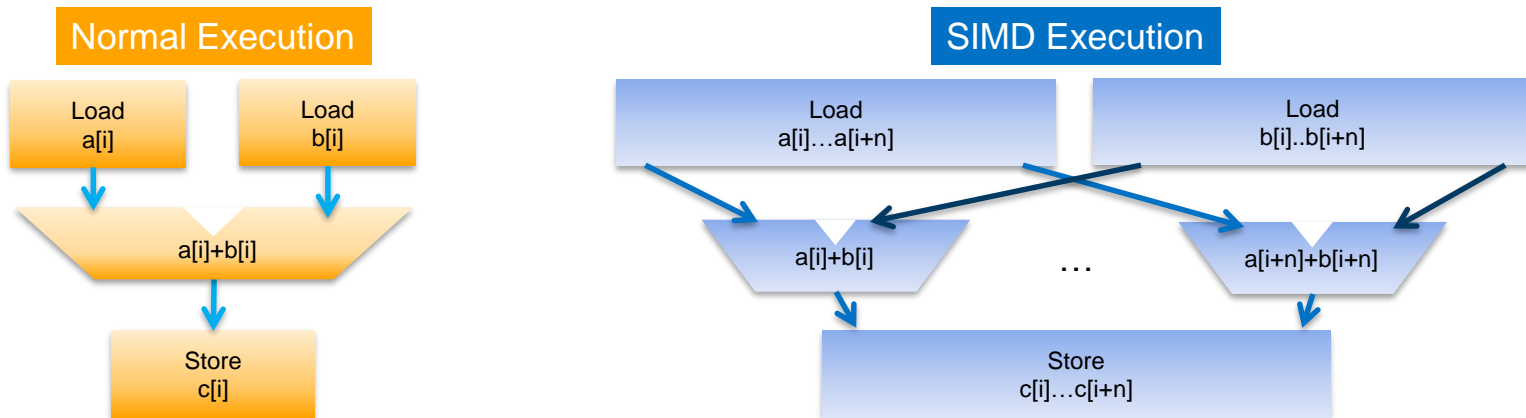 Normal Execution
Load
a[i]
Load
b[i]
a[i]+b[i]
Store
c[i]
SIMD Execution
Load
a[i]…a[i+n]
Load
b[i]..b[i+n]
a[i]+b[i]
…
a[i+n]+b[i+n]
Store
c[i]…c[i+n]